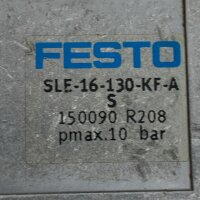 FESTO
SLE-16-130-KF-A
S
150090 R208
pmax.10 bar